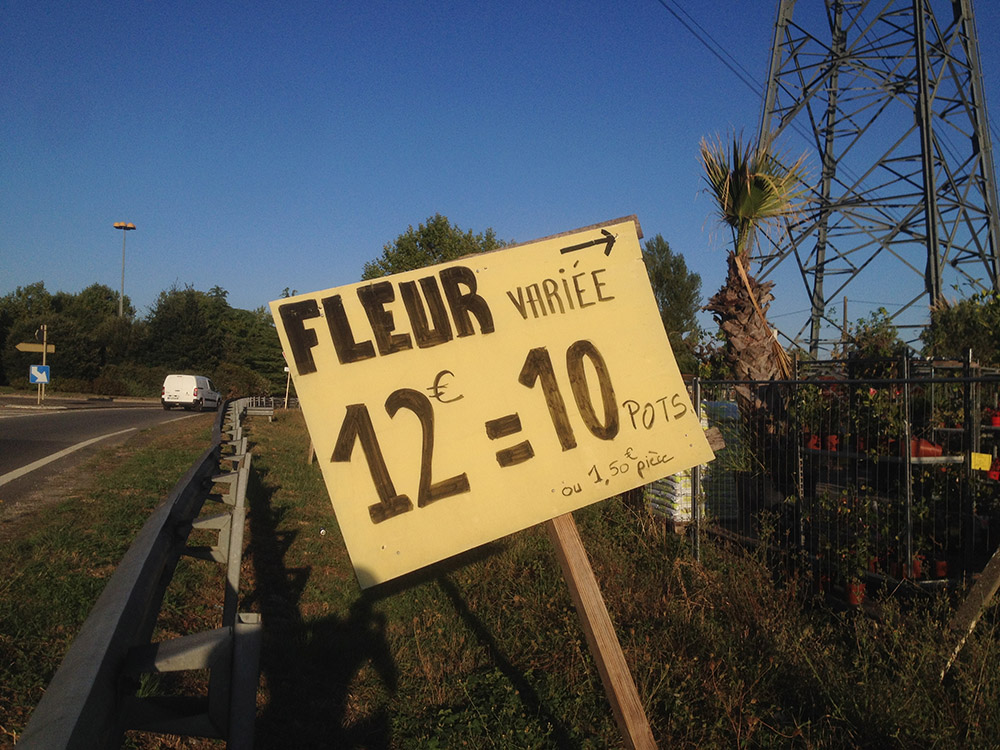 →
FLEUR VARIÉE
12€ = 10 POTS
ou 1,50€ pièce